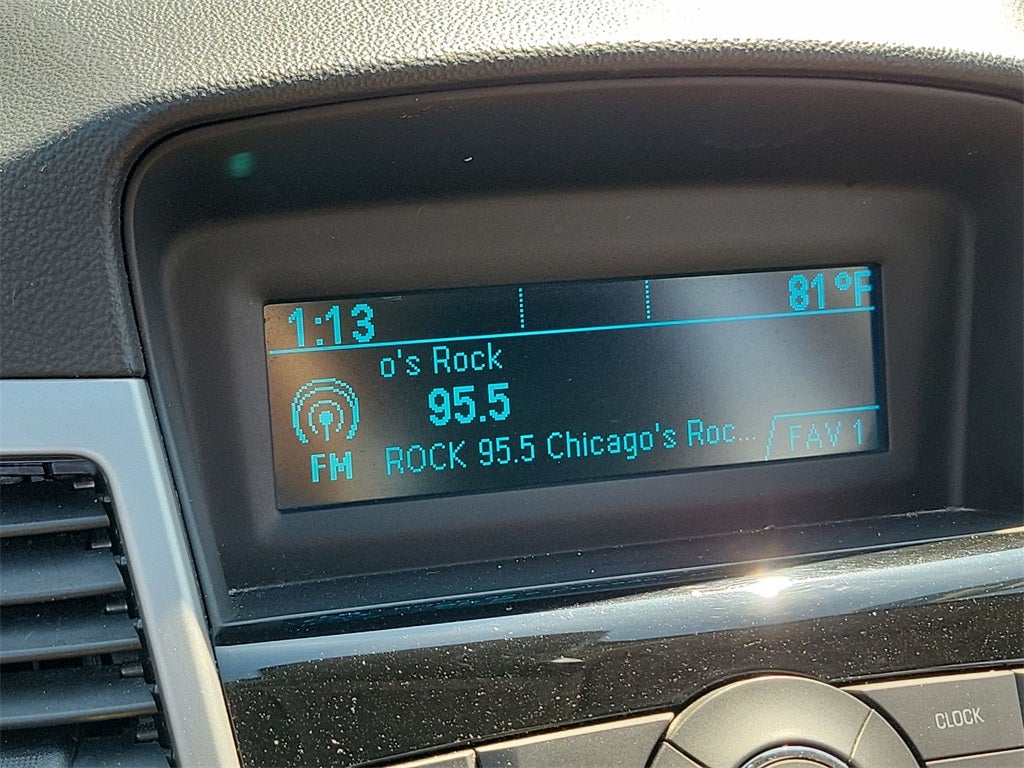 1:13 81°F
o's Rock
95.5
FM ROCK 95.5 Chicago's Roc... FAV 1
CLOCK